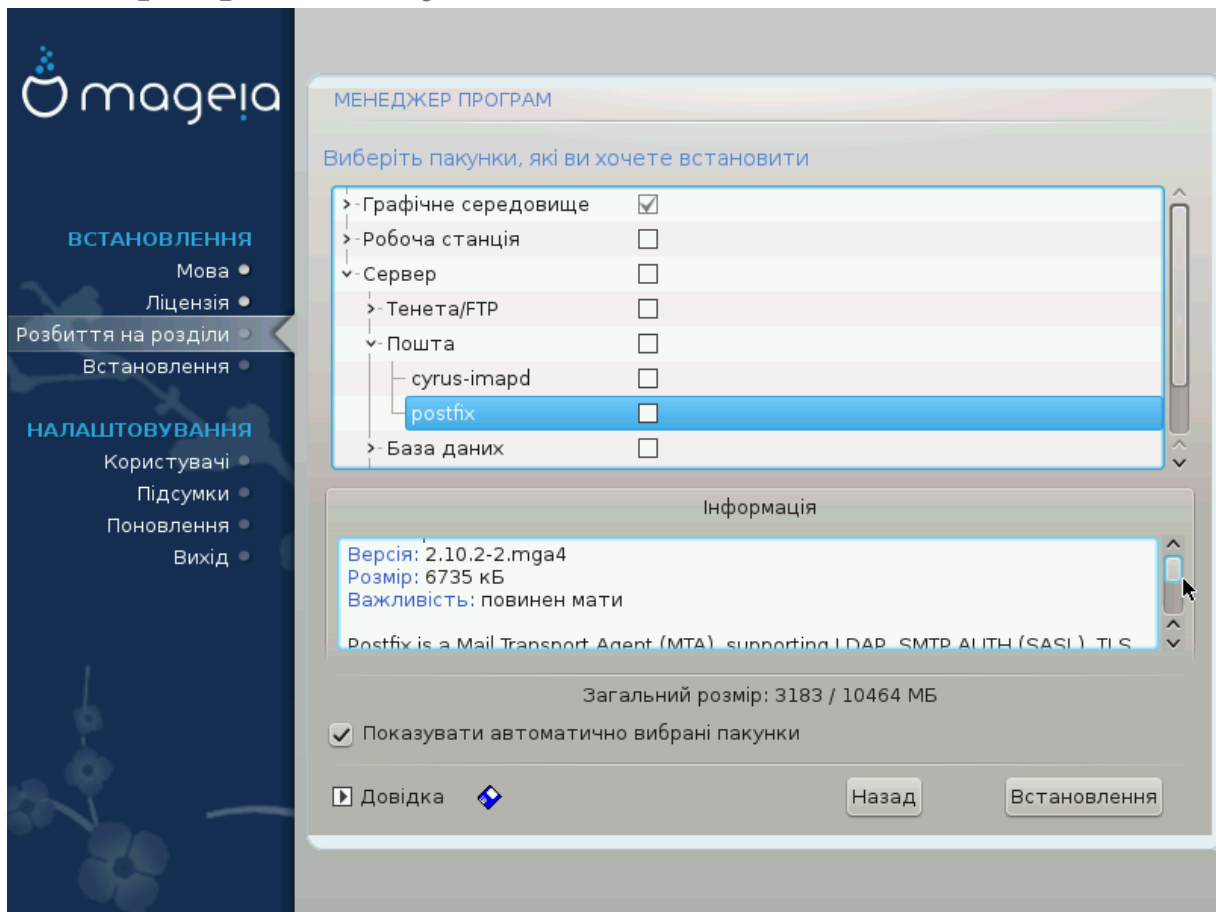 mageia
ВСТАНОВЛЕННЯ
Мова
Ліцензія
Розбиття на розділи
Встановлення
НАЛАШТОВУВАННЯ
Користувачі
Підсумки
Поновлення
Вихід
МЕНЕДЖЕР ПРОГРАМ
Виберіть пакунки, які ви хочете встановити
Графічне середовище
Робоча станція
Сервер
Тенета/FTP
Пошта
cyrus-imapd
postfix
База даних
Інформація
Версія: 2.10.2-2.mga4
Розмір: 6735 кБ
Важливість: повинен мати
Postfix is a Mail Transport Agent (MTA), supporting LDAP, SMTP AUTH (SASL), TLS
Загальний розмір: 3183 / 10464 МБ
Показувати автоматично вибрані пакунки
Довідка
Назад
Встановлення